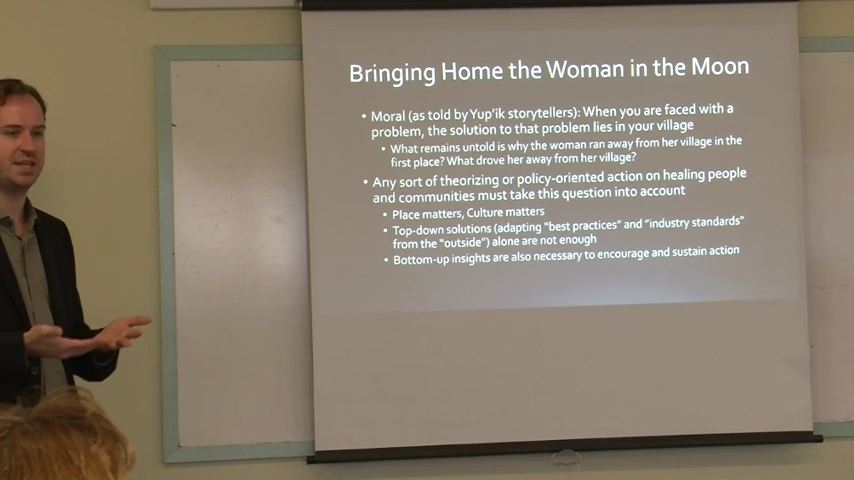 Bringing Home the Woman in the Moon
• Moral (as told by Yup'ik storytellers): When you are faced with a
problem, the solution to that problem lies in your village
• What remains untold is why the woman ran away from her village in the
first place? What drove her away from her village?
• Any sort of theorizing or policy-oriented action on healing people
and communities must take this question into account
• Place matters, Culture matters
• Top-down solutions (adapting "best practices" and "industry standards"
from the "outside") alone are not enough
• Bottom-up insights are also necessary to encourage and sustain action